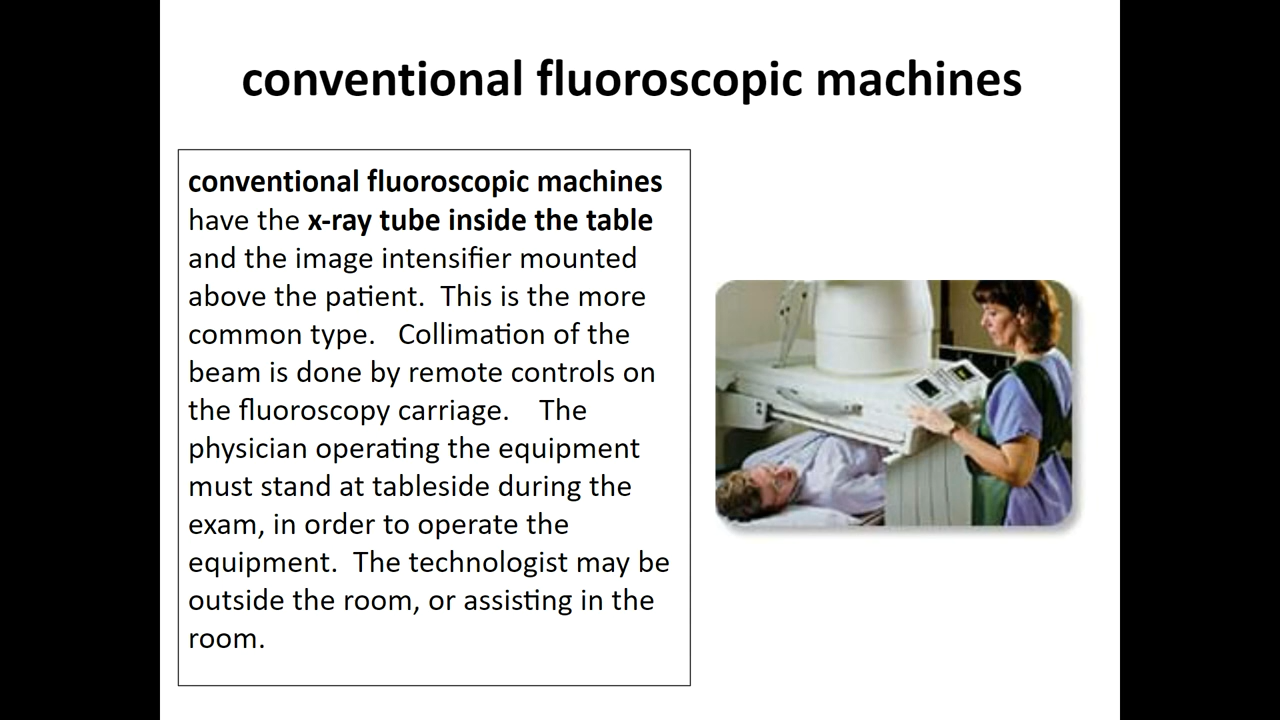 conventional fluoroscopic machines
conventional fluoroscopic machines
have the x-ray tube inside the table
and the image intensifier mounted
above the patient.  This is the more
common type.   Collimation of the
beam is done by remote controls on
the fluoroscopy carriage.    The
physician operating the equipment
must stand at tableside during the
exam, in order to operate the
equipment.  The technologist may be
outside the room, or assisting in the
room.